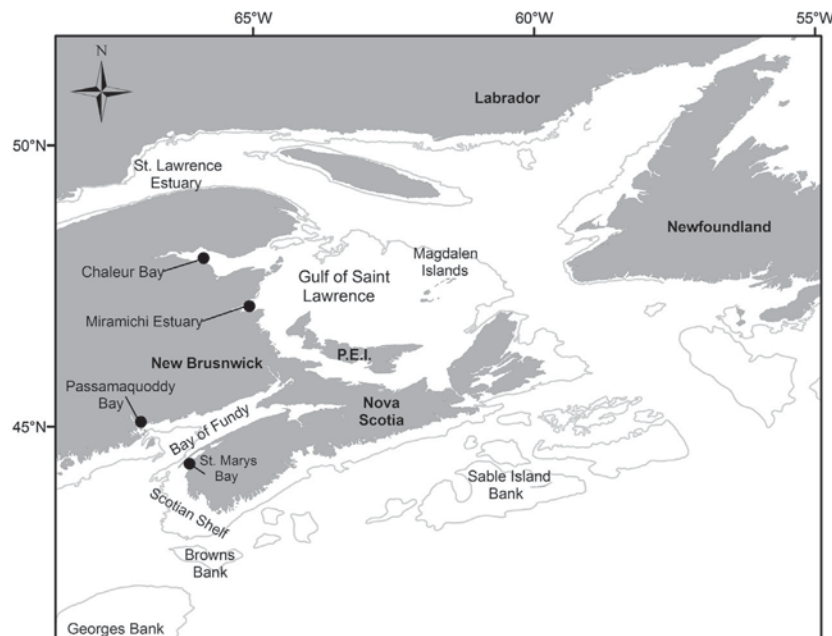 65°W
60°W
55°W
N
Labrador
50°N
St. Lawrence
Estuary
Newfoundland
Magdalen
Islands
Chaleur Bay
Gulf of Saint
Lawrence
Miramichi Estuary
P.E.I.
New Brusnwick
Passamaquoddy
Bay
Nova
Scotia
45°N
Bay of Fundy
St. Marys
Bay
Sable Island
Bank
Scotian Shelf
Browns
Bank
Georges Bank